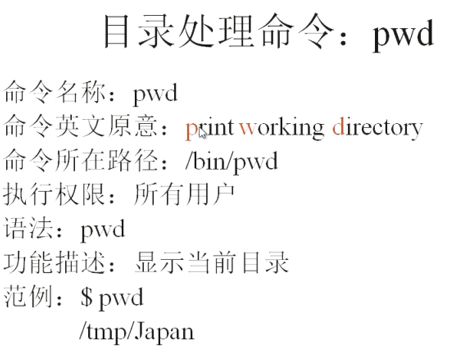 目录处理命令：pwd
命令名称：pwd
命令英文原意：print working directory
命令所在路径：/bin/pwd
执行权限：所有用户
语法：pwd
功能描述：显示当前目录
范例：$ pwd
/tmp/Japan